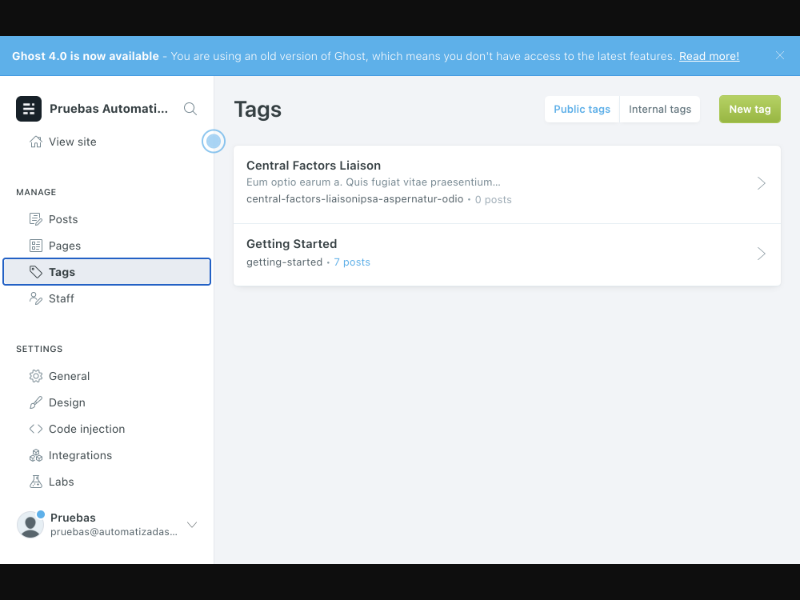 Ghost 4.0 is now available - You are using an old version of Ghost, which means you don't have access to the latest features. Read more!
Pruebas Automati...
View site
MANAGE
Posts
Pages
Tags
Staff
SETTINGS
General
Design
Code injection
Integrations
Labs
Pruebas
pruebas@automatizadas...
Tags
Public tags
Internal tags
New tag
Central Factors Liaison
Eum optio earum a. Quis fugiat vitae praesentium...
central-factors-liaisonipsa-aspernatur-odio • 0 posts
Getting Started
getting-started • 7 posts